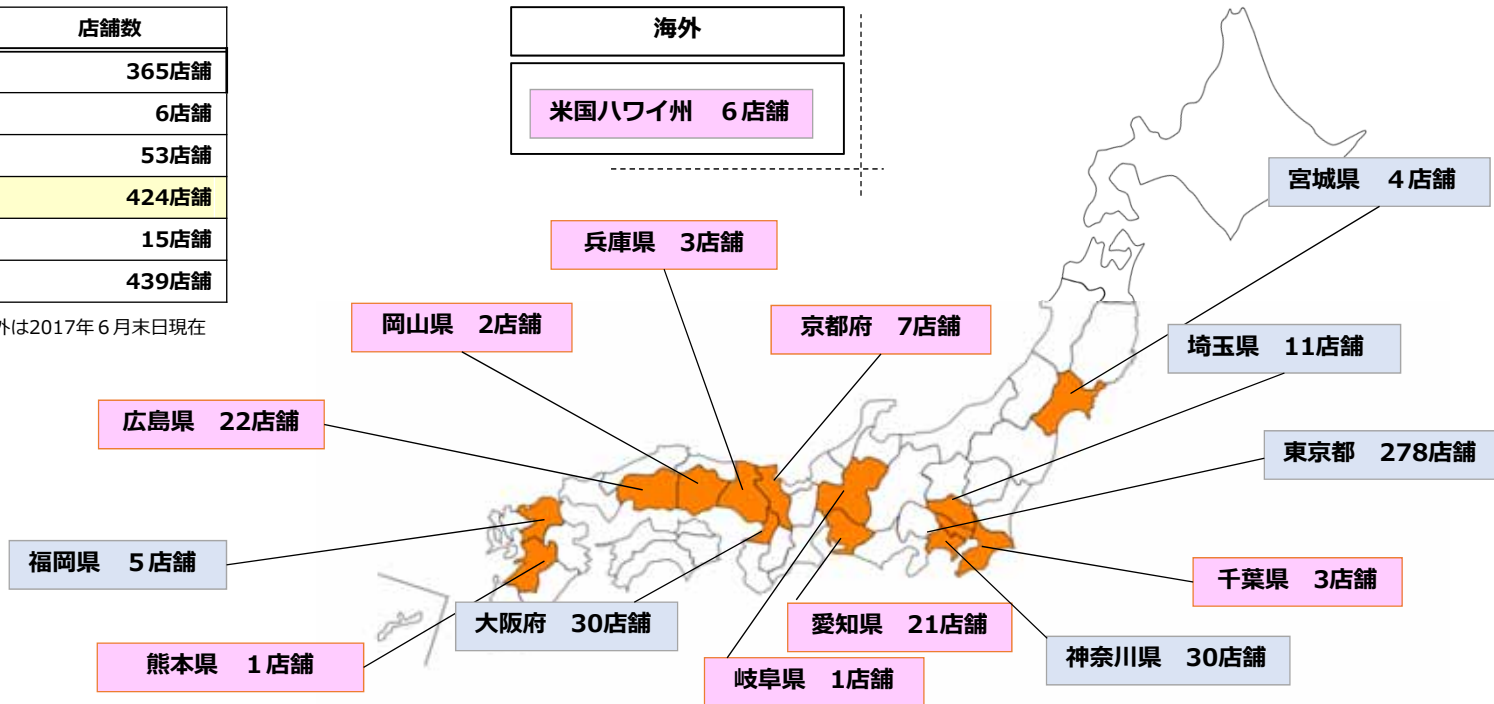 店舗数
365店舗
6店舗
53店舗
424店舗
15店舗
439店舗
外は2017年6月末日現在
海外
米国ハワイ州 6店舗
宮城県 4店舗
兵庫県 3店舗
岡山県 2店舗
京都府 7店舗
埼玉県 11店舗
広島県 22店舗
東京都 278店舗
福岡県 5店舗
千葉県 3店舗
大阪府 30店舗
愛知県 21店舗
神奈川県 30店舗
熊本県 1店舗
岐阜県 1店舗